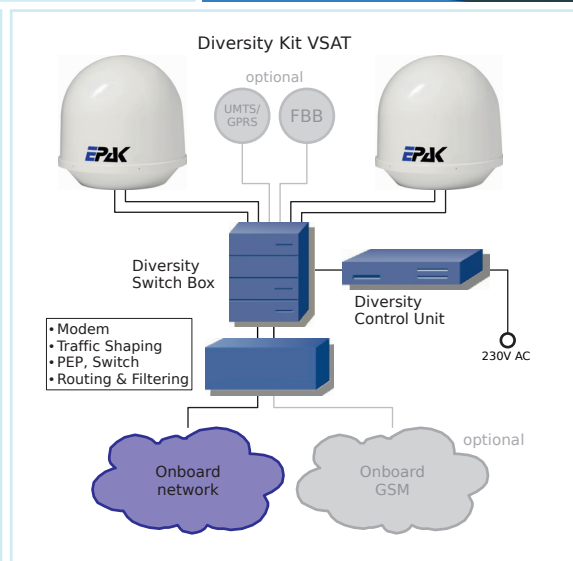 Diversity Kit VSAT
optional
UMTS/
GPRS
FBB
EPAK
EPAK
Diversity
Switch Box
Diversity
Control Unit
• Modem
• Traffic Shaping
• PEP, Switch
• Routing & Filtering
230V AC
optional
Onboard
network
Onboard
GSM